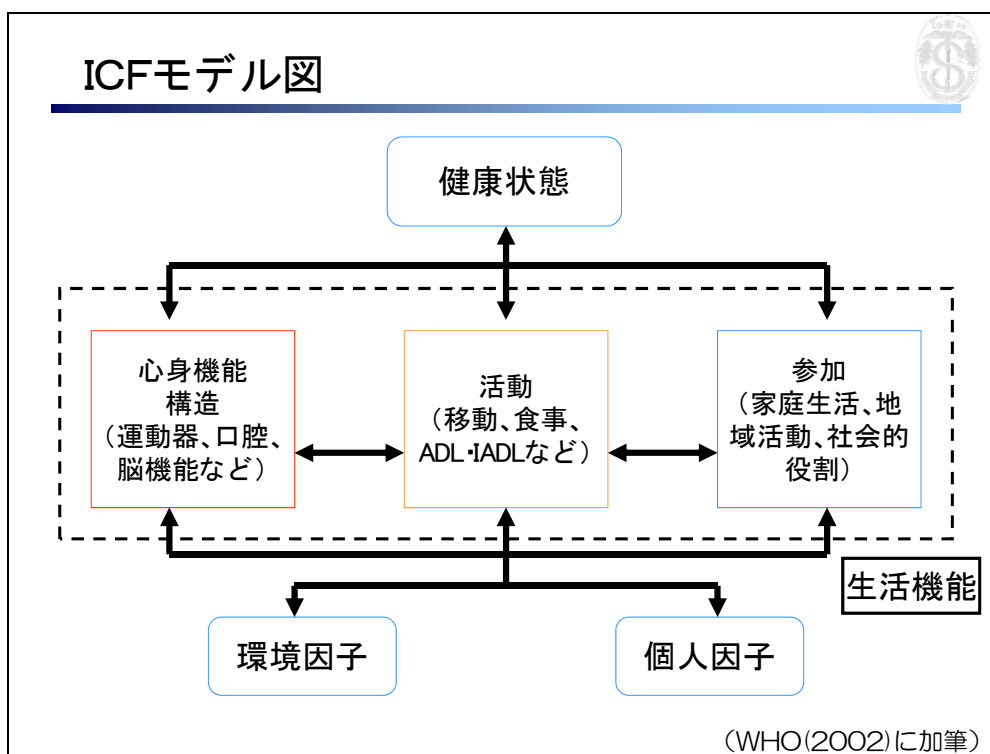 ICFモデル図
健康状態
心身機能
構造
(運動器、口腔、
脳機能など)
活動
(移動、食事、
ADL・IADLなど)
参加
(家庭生活、地
域活動、社会的
役割)
生活機能
環境因子
個人因子
(WHO(2002)に加筆)